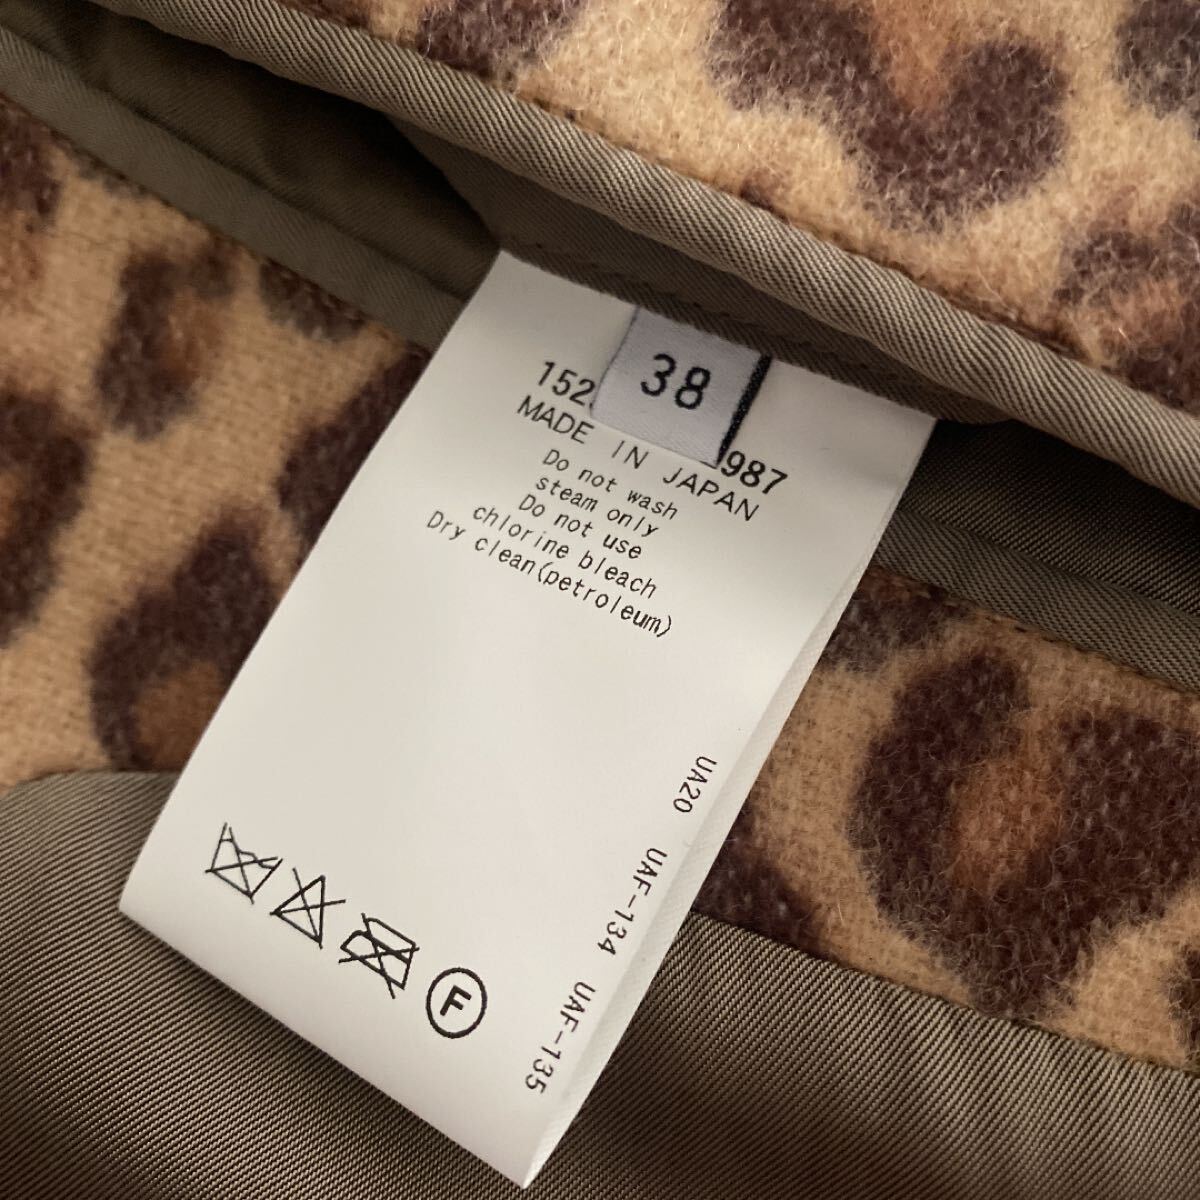 38
152
987
MADE IN JAPAN
Do not wash
steam only
Do not use
chlorine bleach
Dry clean(petroleum)
UA20 UAF-134 UAF-135
F